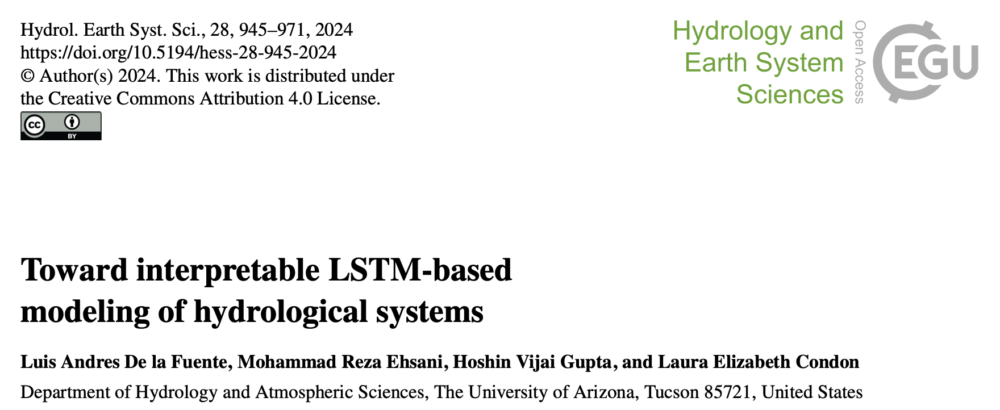 Hydrol. Earth Syst. Sci., 28, 945–971, 2024
https://doi.org/10.5194/hess-28-945-2024
© Author(s) 2024. This work is distributed under
the Creative Commons Attribution 4.0 License.
cc
BY
Hydrology and
Earth System
Sciences
Open Access
EGU
Toward interpretable LSTM-based
modeling of hydrological systems
Luis Andres De la Fuente, Mohammad Reza Ehsani, Hoshin Vijai Gupta, and Laura Elizabeth Condon
Department of Hydrology and Atmospheric Sciences, The University of Arizona, Tucson 85721, United States